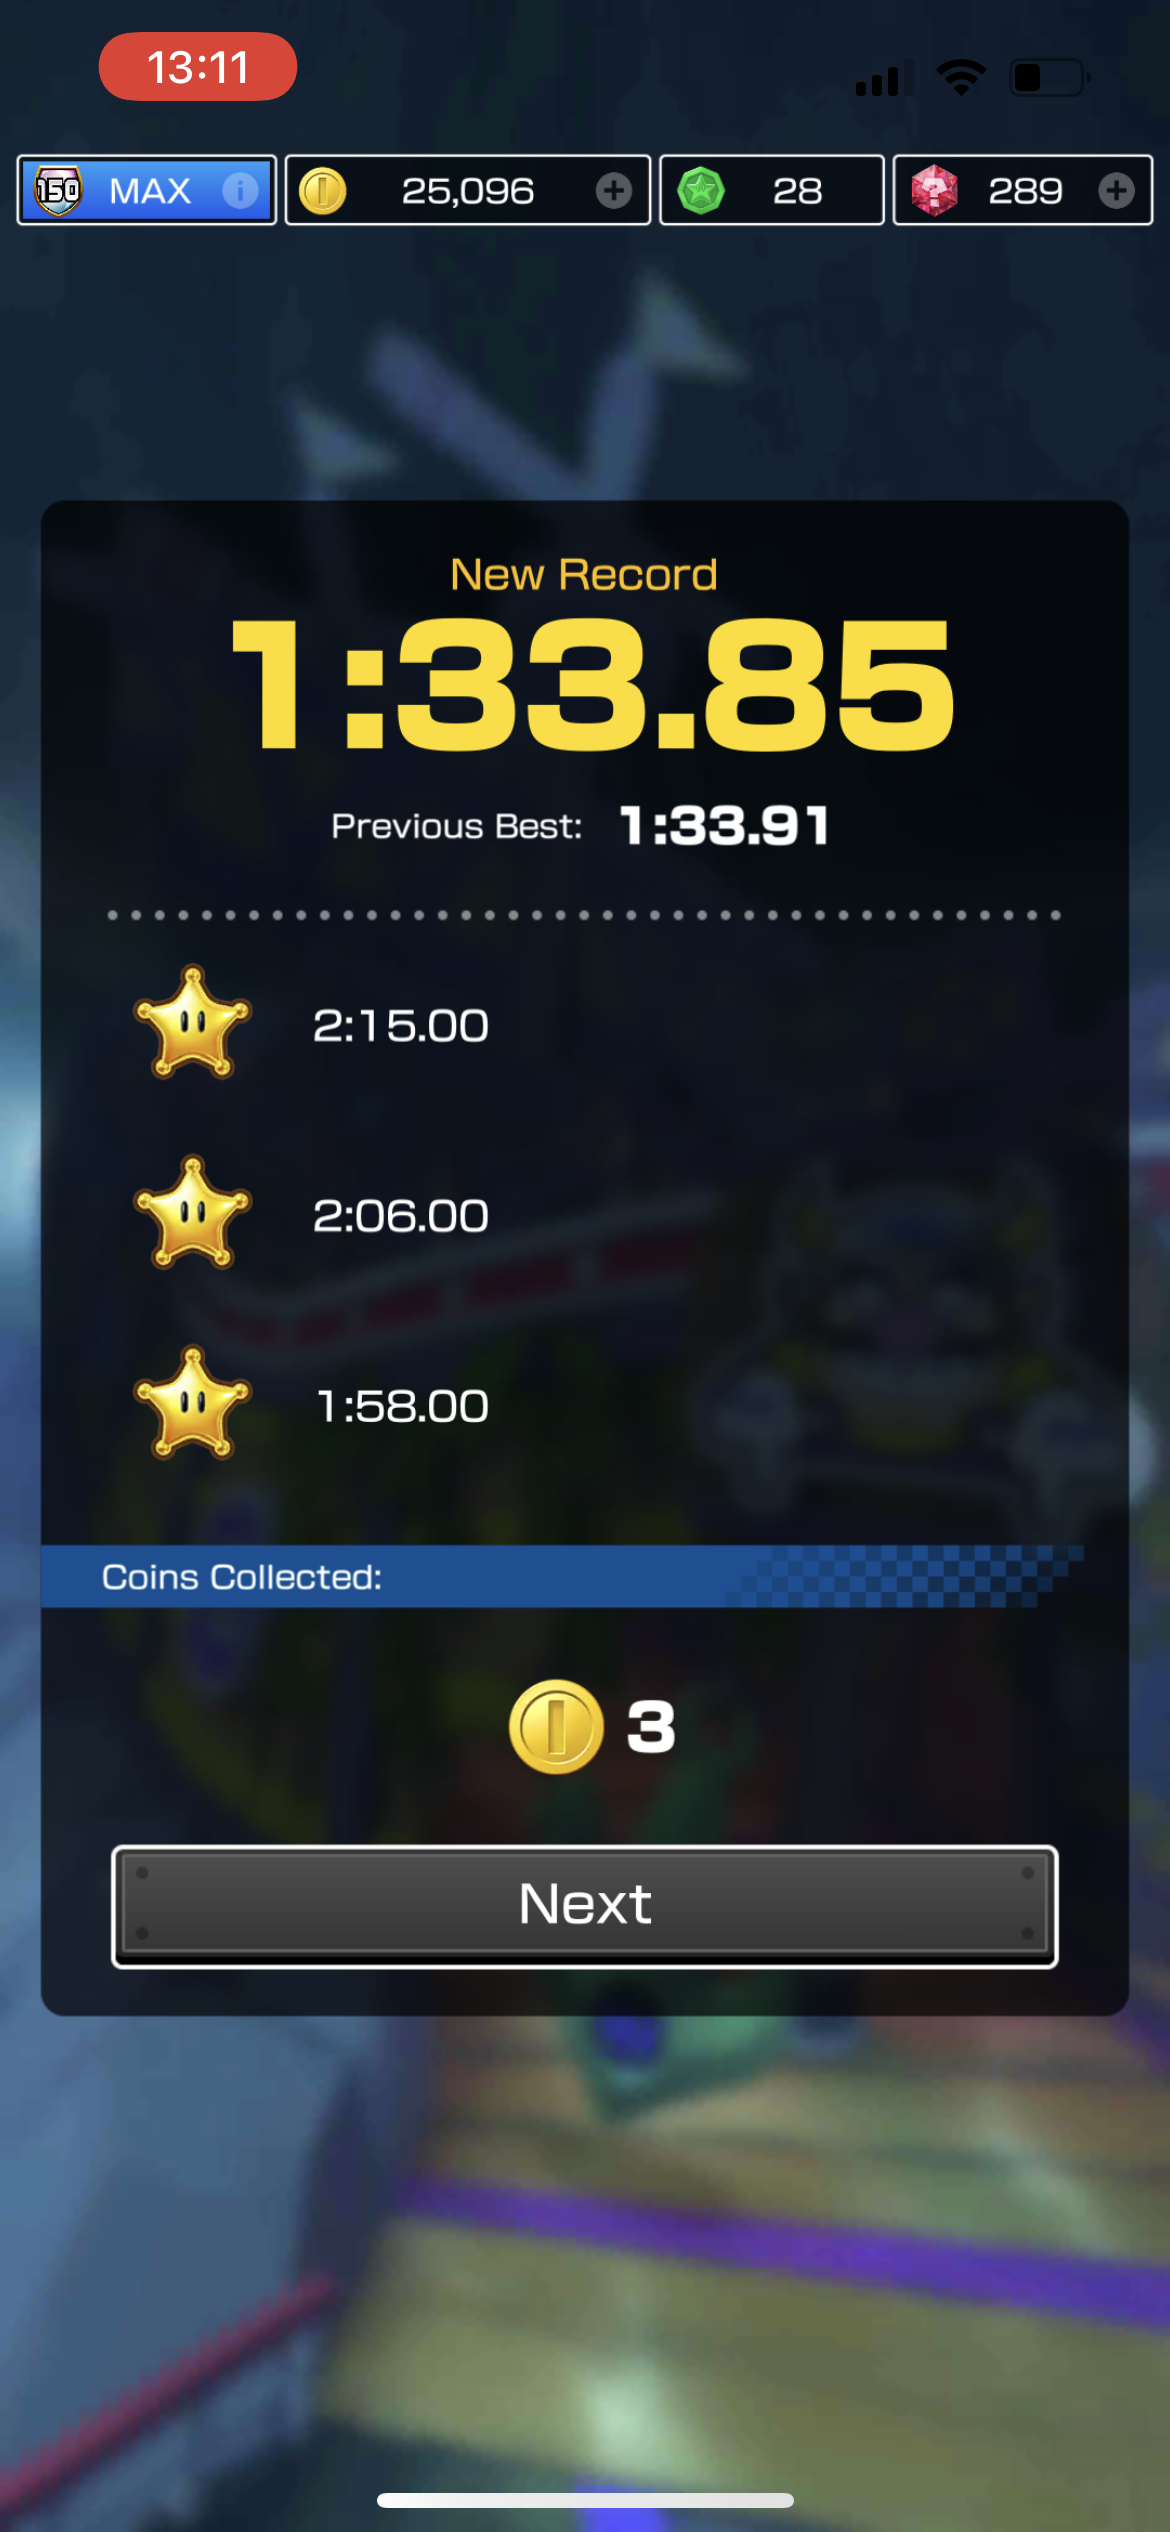 13:11
150 MAX i 25,096 + 28 ? 289 +
New Record
1:33.85
Previous Best: 1:33.91
2:15.00
2:06.00
1:58.00
Coins Collected:
3
Next